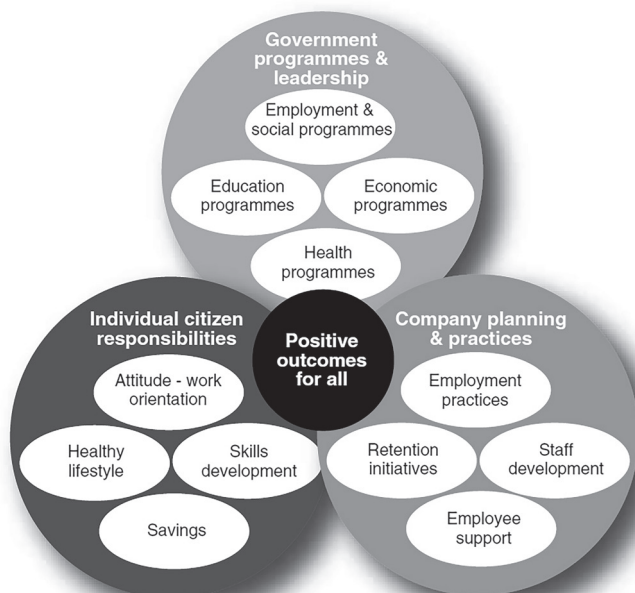 Government
programmes &
leadership
Employment &
social programmes
Education
programmes
Economic
programmes
Health
programmes
Individual citizen
responsibilities
Attitude - work
orientation
Healthy
lifestyle
Skills
development
Savings
Positive
outcomes
for all
Company planning
& practices
Employment
practices
Retention
initiatives
Staff
development
Employee
support